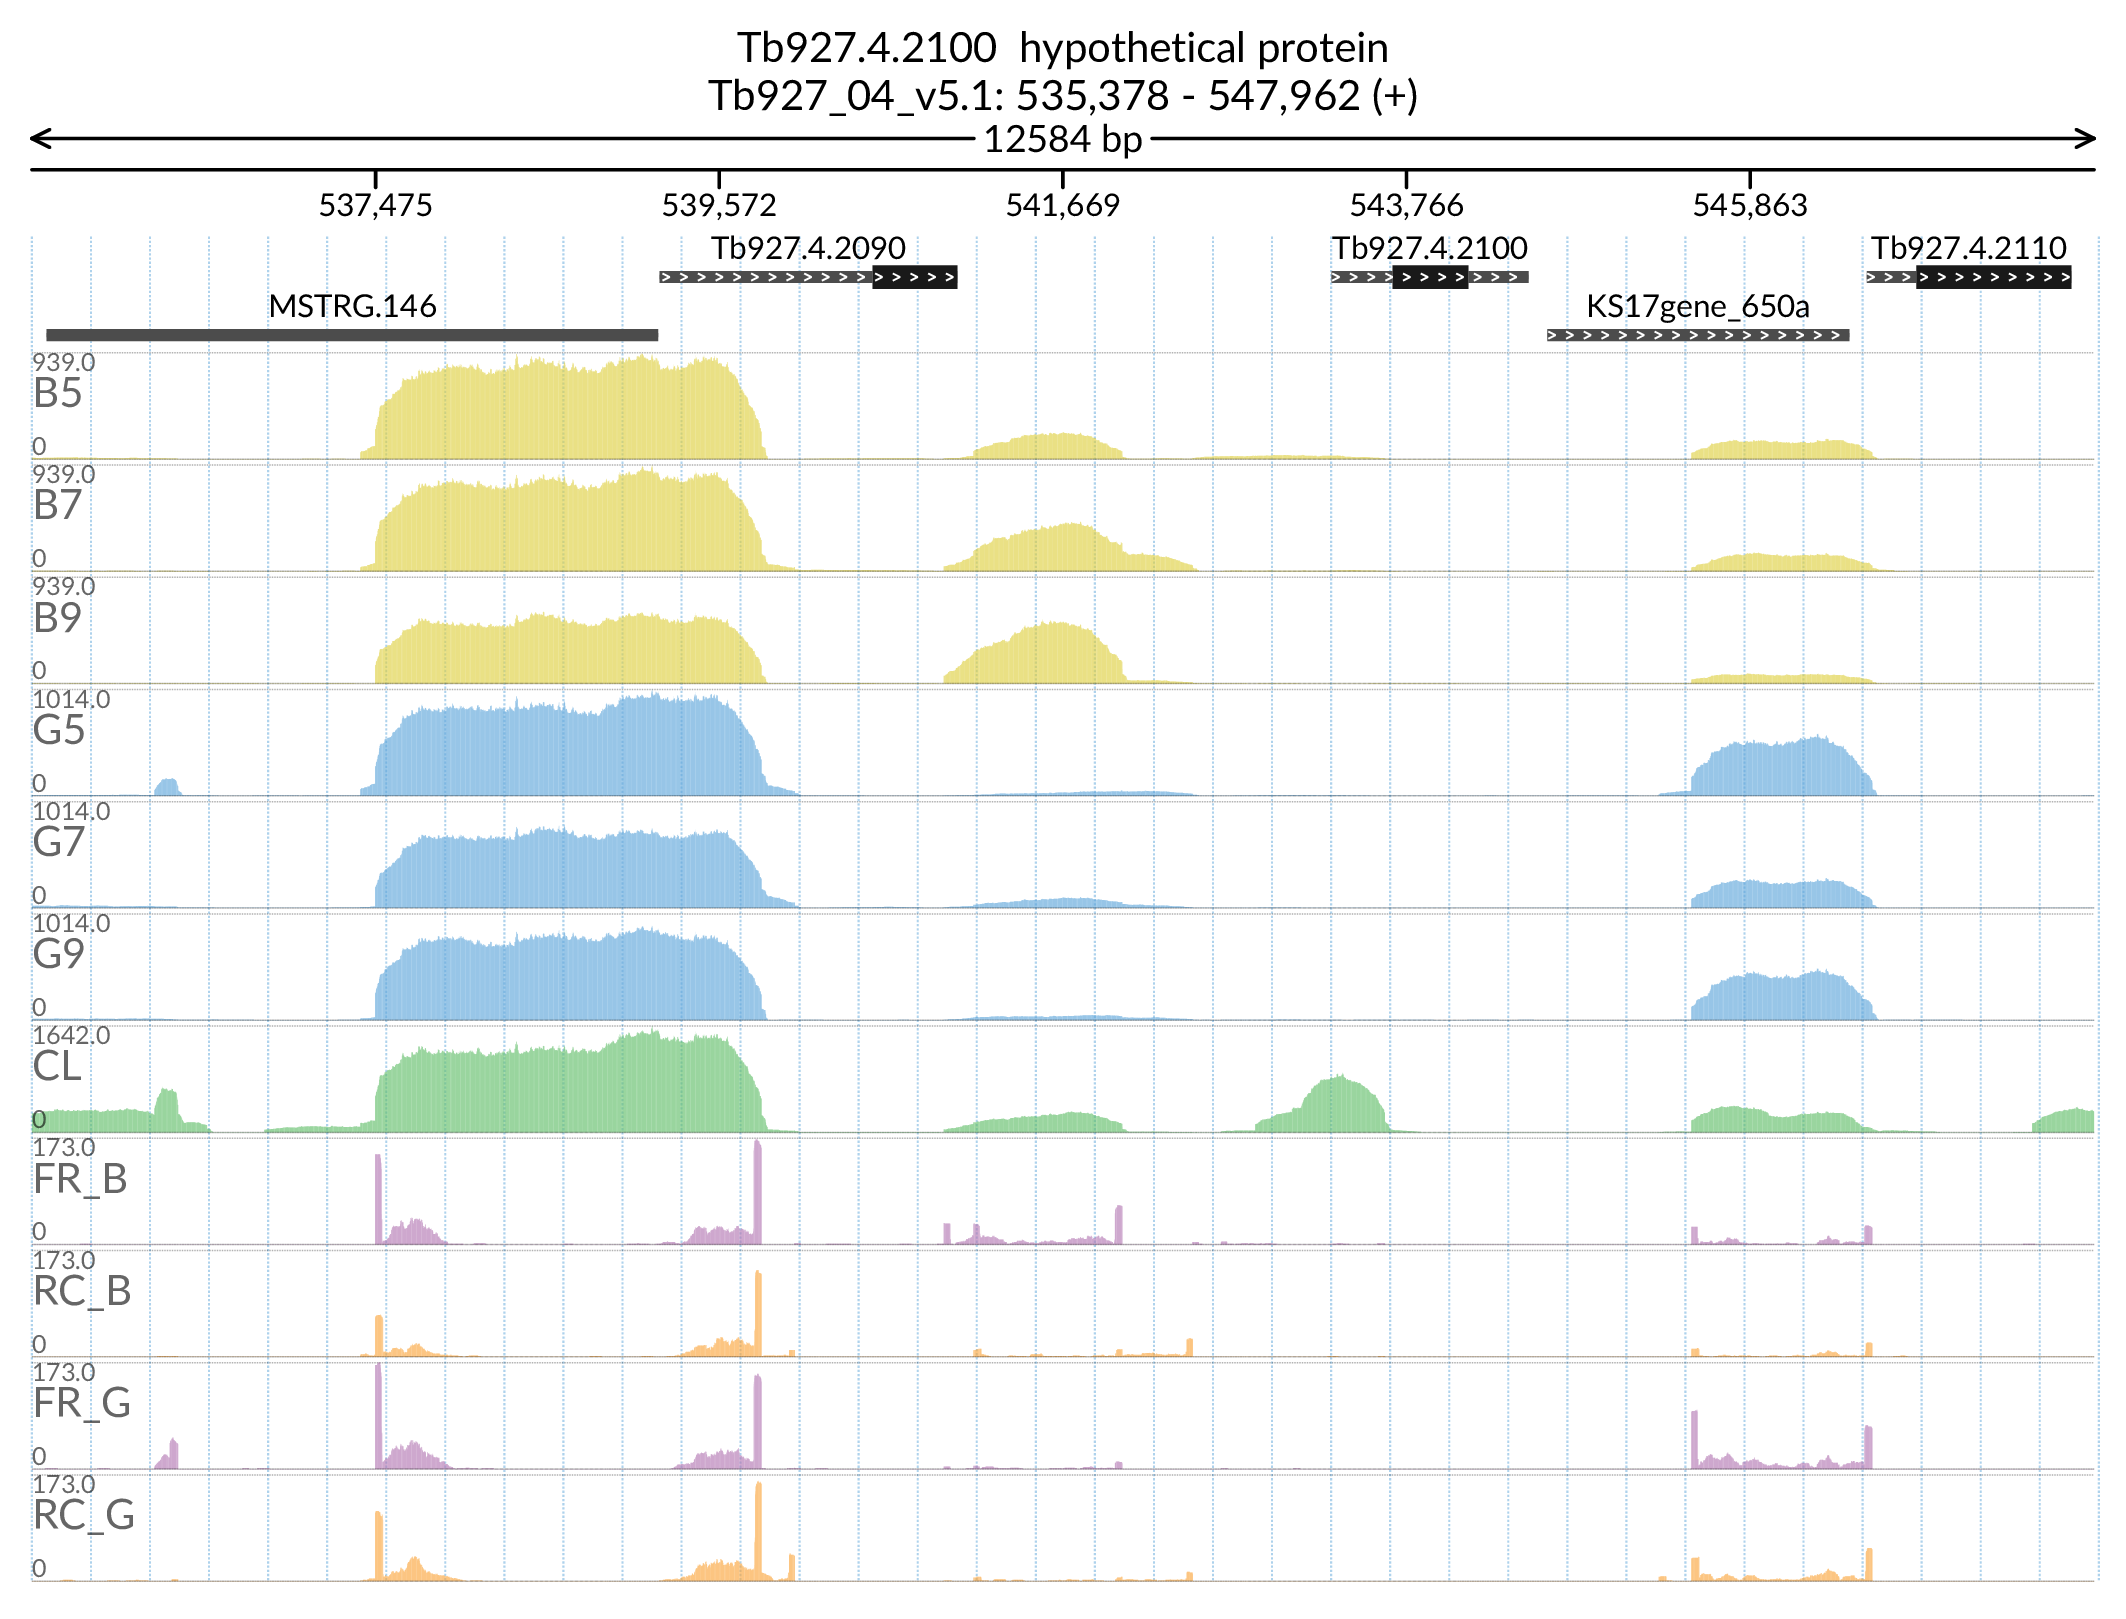 Tb927.4.2100  hypothetical protein
Tb927_04_v5.1: 535,378 - 547,962 (+)
12584 bp
537,475 539,572 541,669 543,766 545,863
Tb927.4.2090 Tb927.4.2100 Tb927.4.2110
MSTRG.146 KS17gene_650a
939.0
B5
0
939.0
B7
0
939.0
B9
0
1014.0
G5
0
1014.0
G7
0
1014.0
G9
0
1642.0
CL
0
173.0
FR_B
0
173.0
RC_B
0
173.0
FR_G
0
173.0
RC_G
0